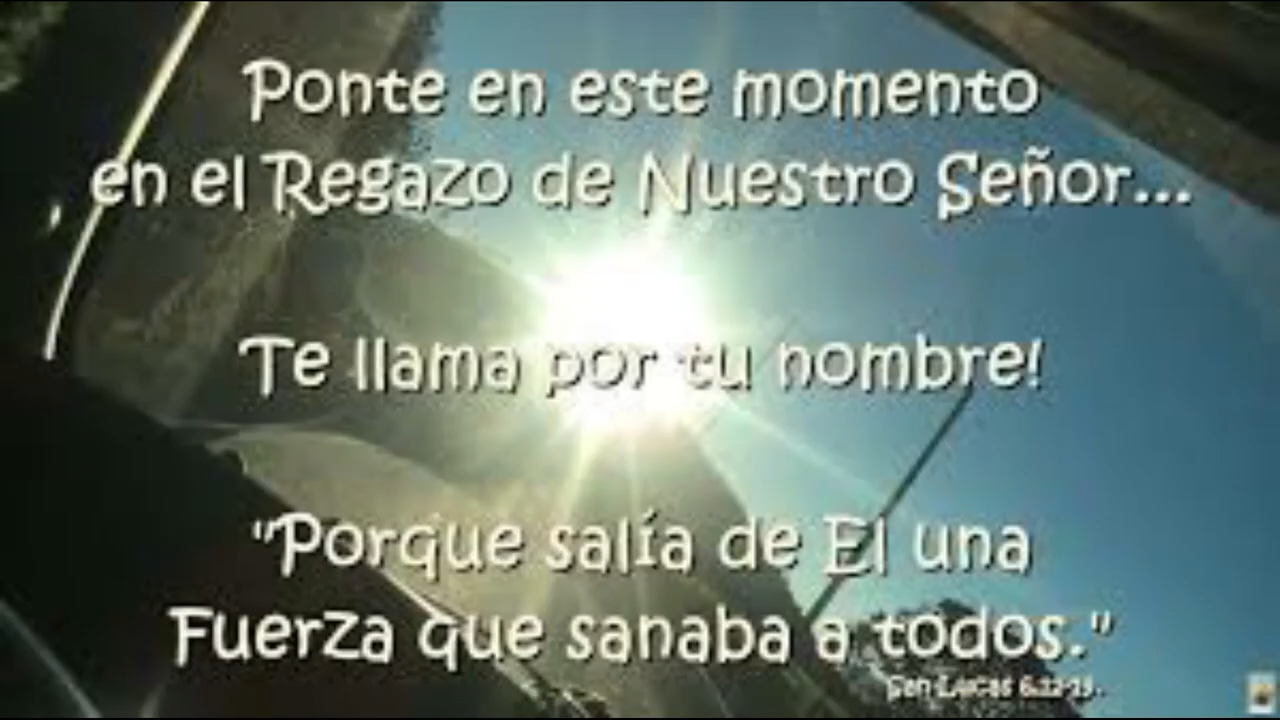 Ponte en este momento
en el Regazo de Nuestro Señor...
Te llama por tu nombre!
"Porque salía de El una
Fuerza que sanaba a todos."
San Lucas